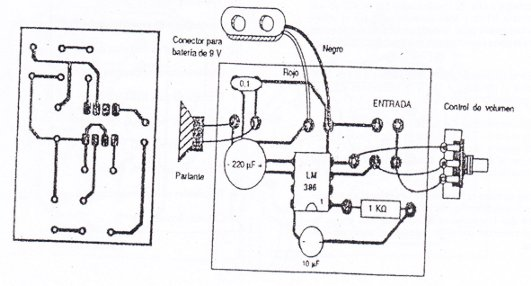 Conector para
batería de 9 V
Negro
Rojo
0,1
ENTRADA
Control de volumen
Parlante
- 220 µF +
LM
386
1
1 KΩ
-
10 µF